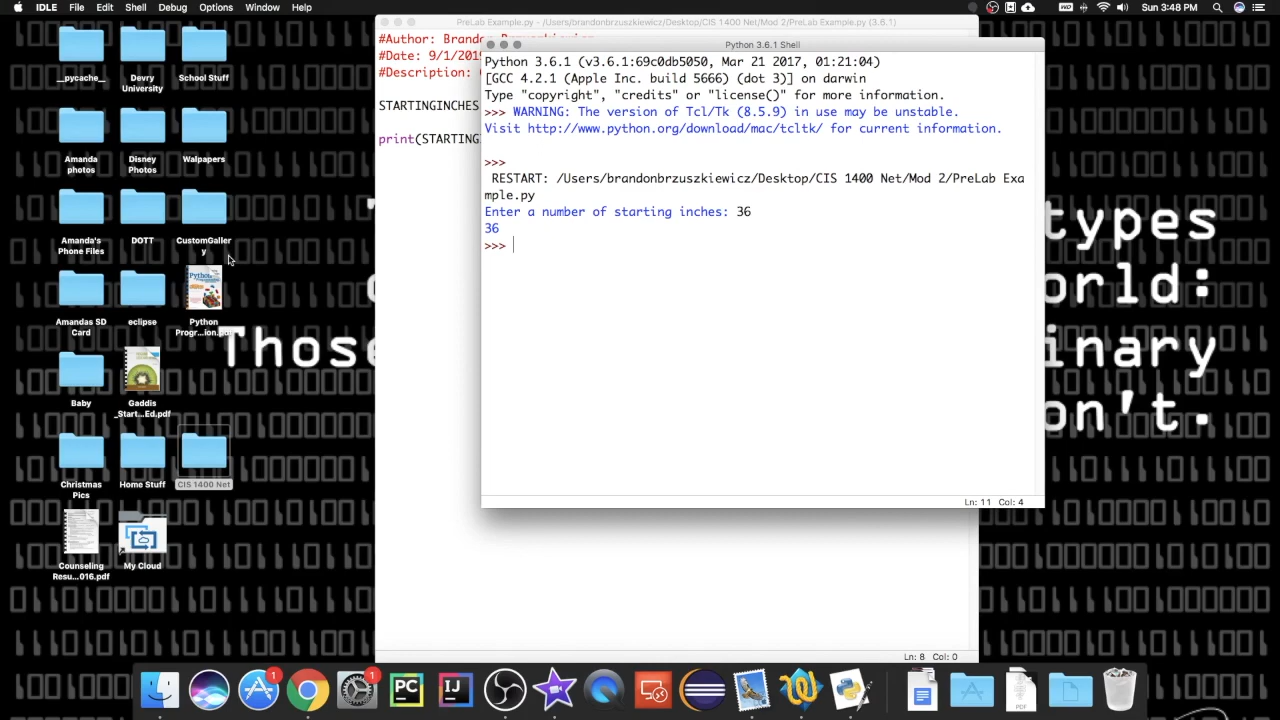 IDLE File Edit Shell Debug Options Window Help
Sun 3:48 PM
PreLab Example.py - /Users/brandonbrzuszkiewicz/Desktop/CIS 1400 Net/Mod 2/PreLab Example.py (3.6.1)
#Author: Brandon
#Date: 9/1/201
#Description:
STARTINGINCHES
print(STARTING
Python 3.6.1 Shell
Python 3.6.1 (v3.6.1:69c0db5050, Mar 21 2017, 01:21:04)
[GCC 4.2.1 (Apple Inc. build 5666) (dot 3)] on darwin
Type "copyright", "credits" or "license()" for more information.
>>> WARNING: The version of Tcl/Tk (8.5.9) in use may be unstable.
Visit http://www.python.org/download/mac/tcltk/ for current information.
>>>
RESTART: /Users/brandonbrzuszkiewicz/Desktop/CIS 1400 Net/Mod 2/PreLab Exa
mple.py
Enter a number of starting inches: 36
36
>>>
Ln: 11 Col: 4
Ln: 8 Col: 0
__pycache__
Devry
University
School Stuff
Amanda
photos
Disney
Photos
Walpapers
Amanda's
Phone Files
DOTT
CustomGaller
y
Amandas SD
Card
eclipse
Python
Progr...ion.pdf
Baby
Gaddis
_Start...Ed.pdf
Christmas
Pics
Home Stuff
CIS 1400 Net
Counseling
Resu...016.pdf
My Cloud
types
orld:
Those
inary
on't.
1
1
PC
IJ
PDF